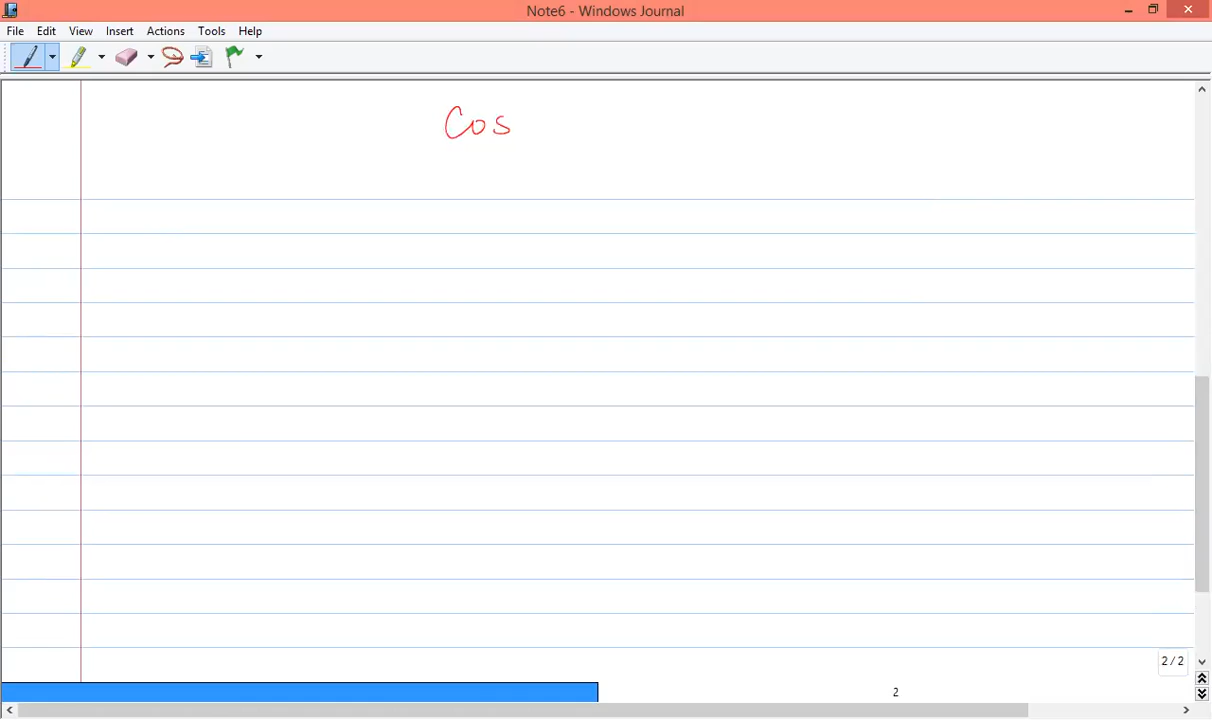 Note6 - Windows Journal
File Edit View Insert Actions Tools Help
Cos
2 / 2
2